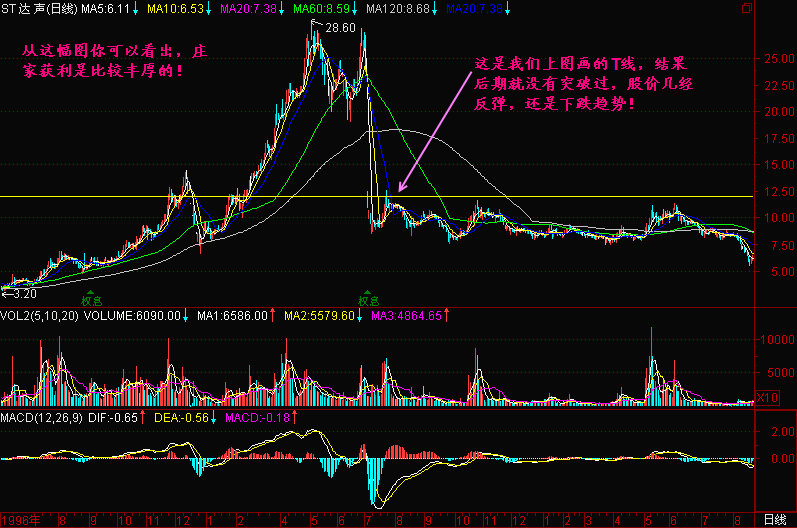 ST 达 声(日线) MA5:6.11↓ MA10:6.53↓ MA20:7.38↓ MA60:8.59↓ MA120:8.68↓ MA20:7.38↓
28.60
从这幅图你可以看出，庄
家获利是比较丰厚的！
这是我们上图画的T线，结果
后期就没有突破过，股价几经
反弹，还是下跌趋势！
25.00
22.50
20.00
17.50
15.00
12.50
10.00
7.50
5.00
←3.20
权息 权息
VOL2(5,10,20) VOLUME:6090.00↓ MA1:6586.00↑ MA2:5579.60↓ MA3:4864.65↑
10000
5000
X10
MACD(12,26,9) DIF:-0.65↑ DEA:-0.56↓ MACD:-0.18↑
2.00
0.00
1996年 8 9 10 11 12 1 2 3 4 5 6 7 8 9 10 11 12 2 3 4 5 6 7 8 日线